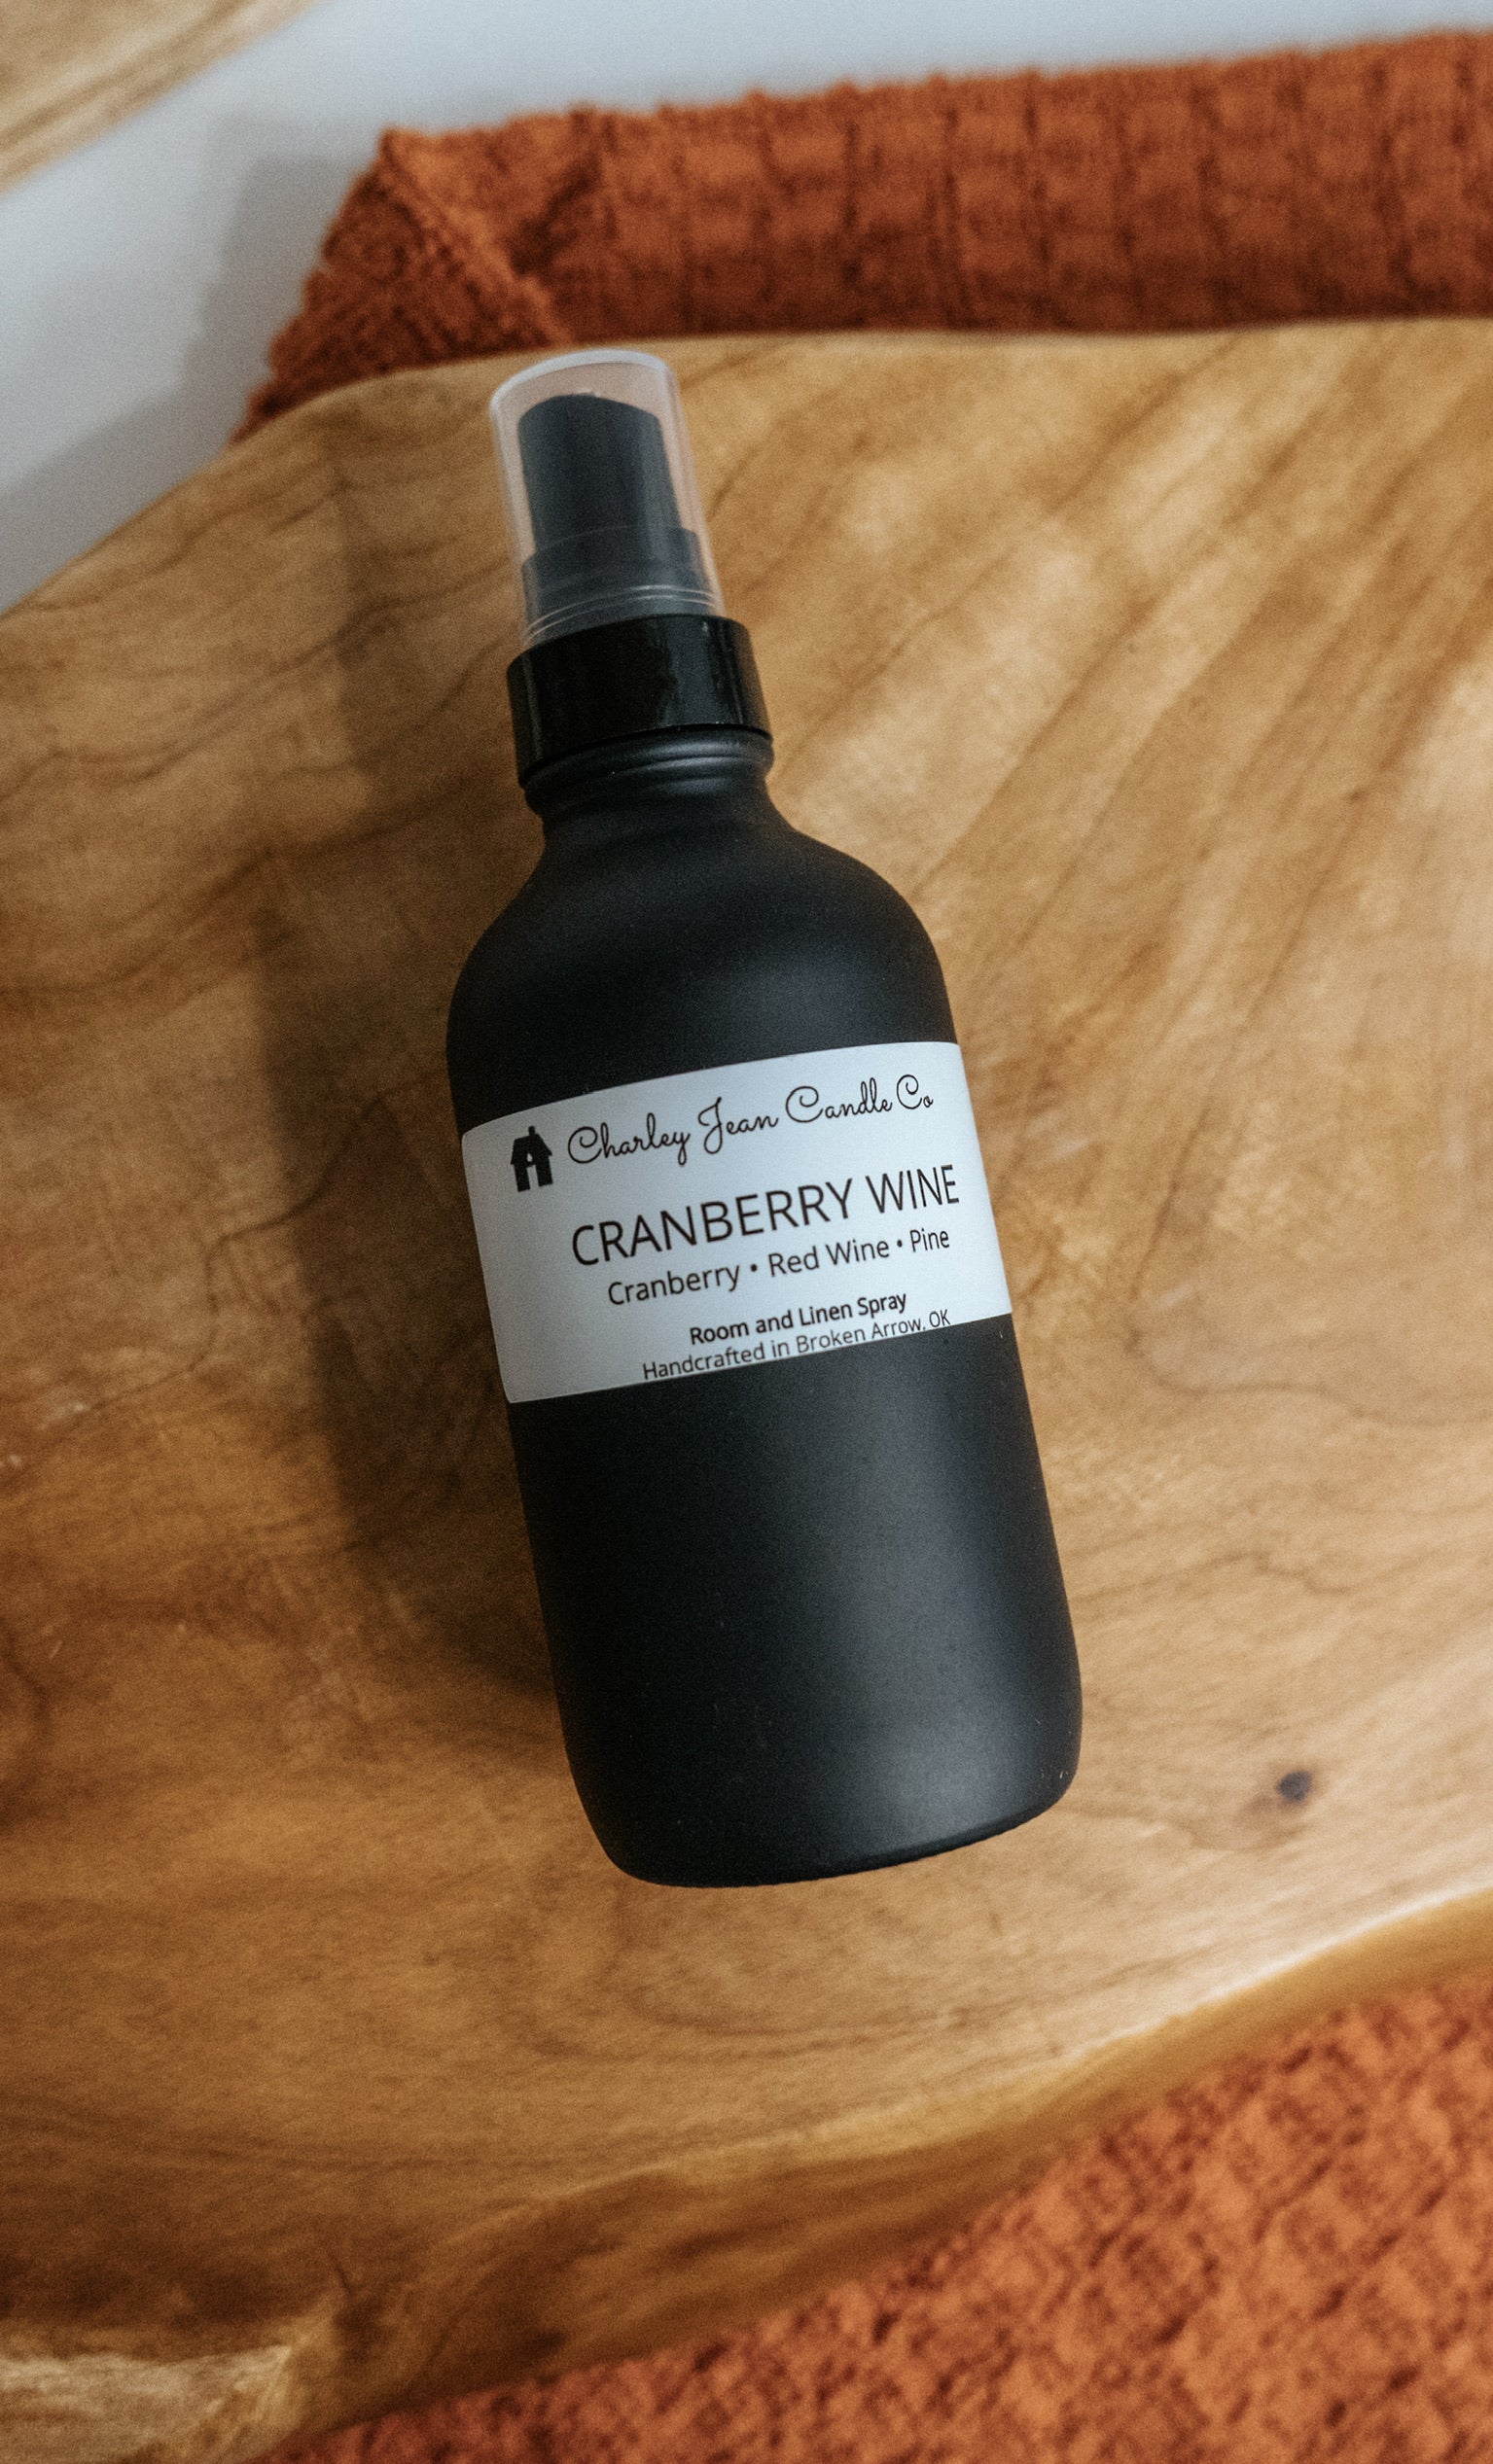 Charley Jean Candle Co
CRANBERRY WINE
Cranberry • Red Wine • Pine
Room and Linen Spray
Handcrafted in Broken Arrow, OK